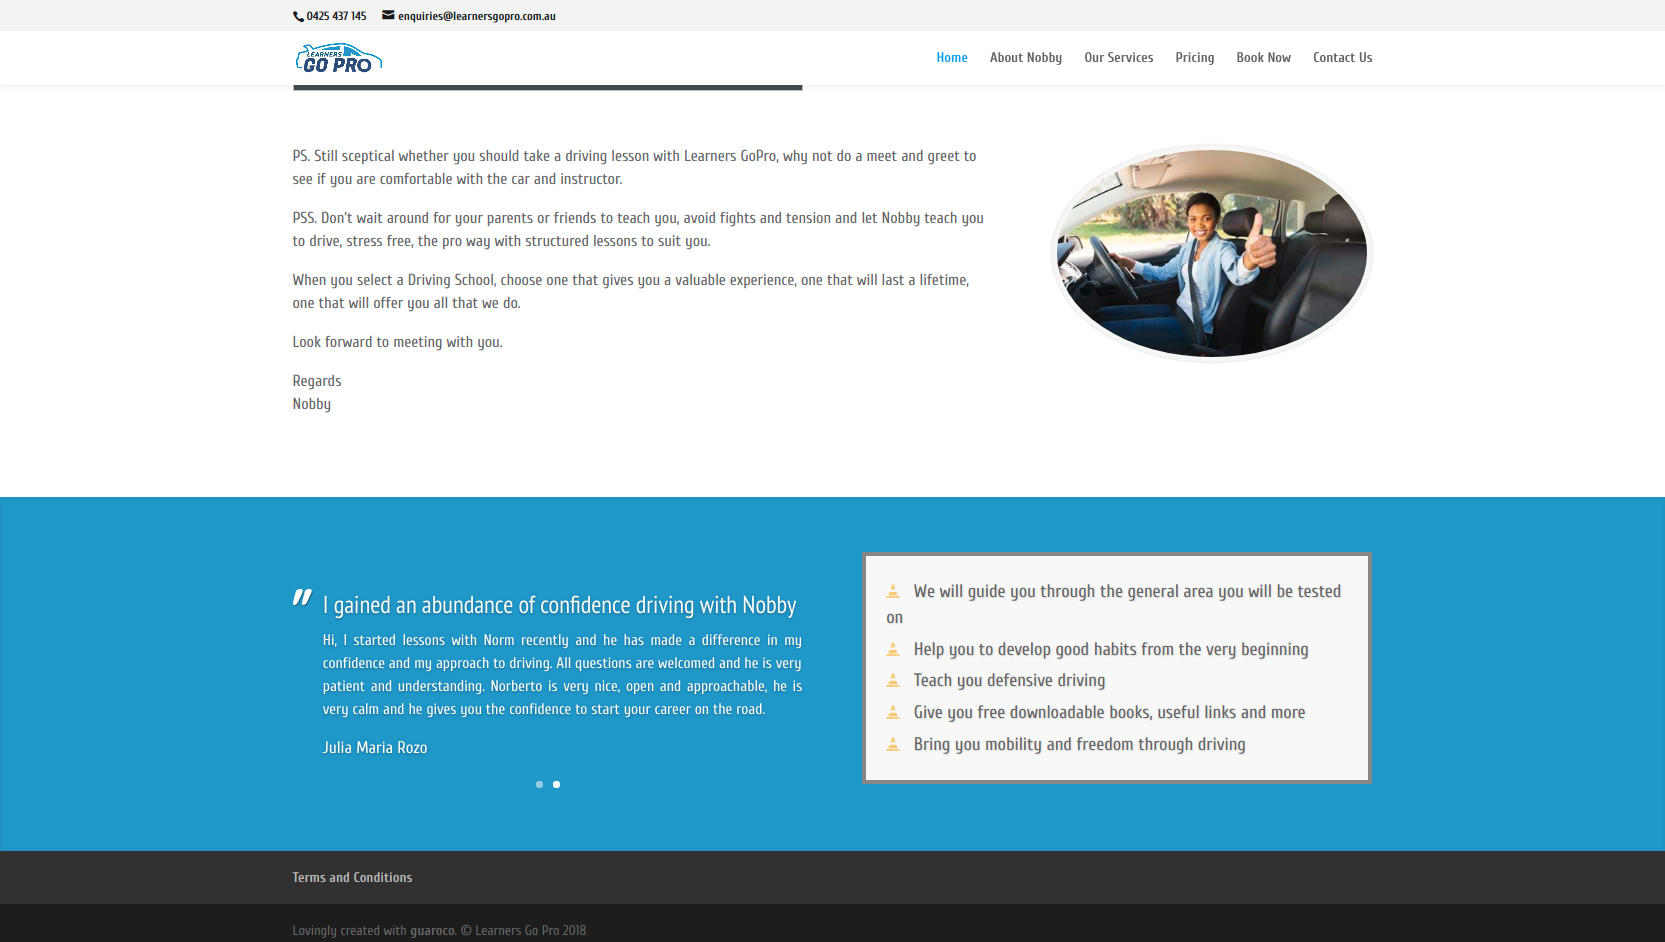 0425 437 145 enquiries@learnersgopro.com.au
LEARNERS
GO PRO
Home About Nobby Our Services Pricing Book Now Contact Us
PS. Still sceptical whether you should take a driving lesson with Learners GoPro, why not do a meet and greet to
see if you are comfortable with the car and instructor.
PSS. Don't wait around for your parents or friends to teach you, avoid fights and tension and let Nobby teach you
to drive, stress free, the pro way with structured lessons to suit you.
When you select a Driving School, choose one that gives you a valuable experience, one that will last a lifetime,
one that will offer you all that we do.
Look forward to meeting with you.
Regards
Nobby
I gained an abundance of confidence driving with Nobby
Hi, I started lessons with Norm recently and he has made a difference in my
confidence and my approach to driving. All questions are welcomed and he is very
patient and understanding. Norberto is very nice, open and approachable, he is
very calm and he gives you the confidence to start your career on the road.
Julia Maria Rozo
We will guide you through the general area you will be tested
on
Help you to develop good habits from the very beginning
Teach you defensive driving
Give you free downloadable books, useful links and more
Bring you mobility and freedom through driving
Terms and Conditions
Lovingly created with guaroco. © Learners Go Pro 2018